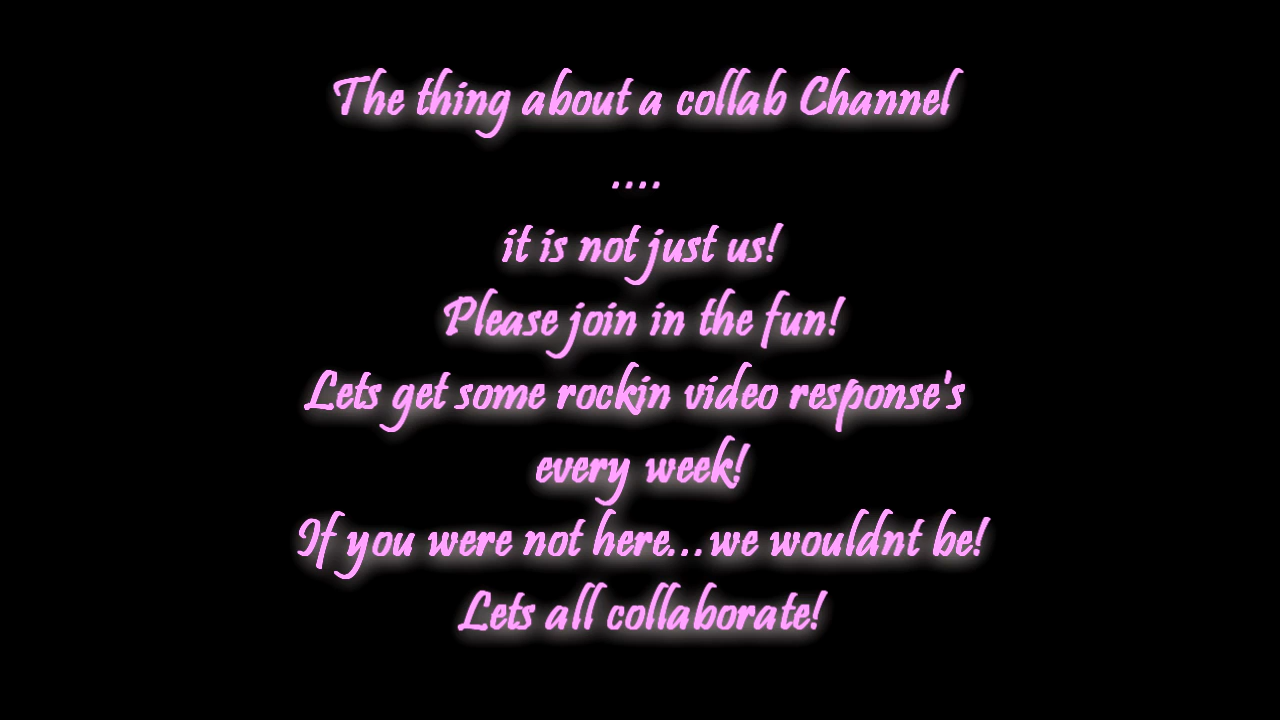 The thing about a collab Channel
....
it is not just us!
Please join in the fun!
Lets get some rockin video response's
every week!
If you were not here...we wouldnt be!
Lets all collaborate!